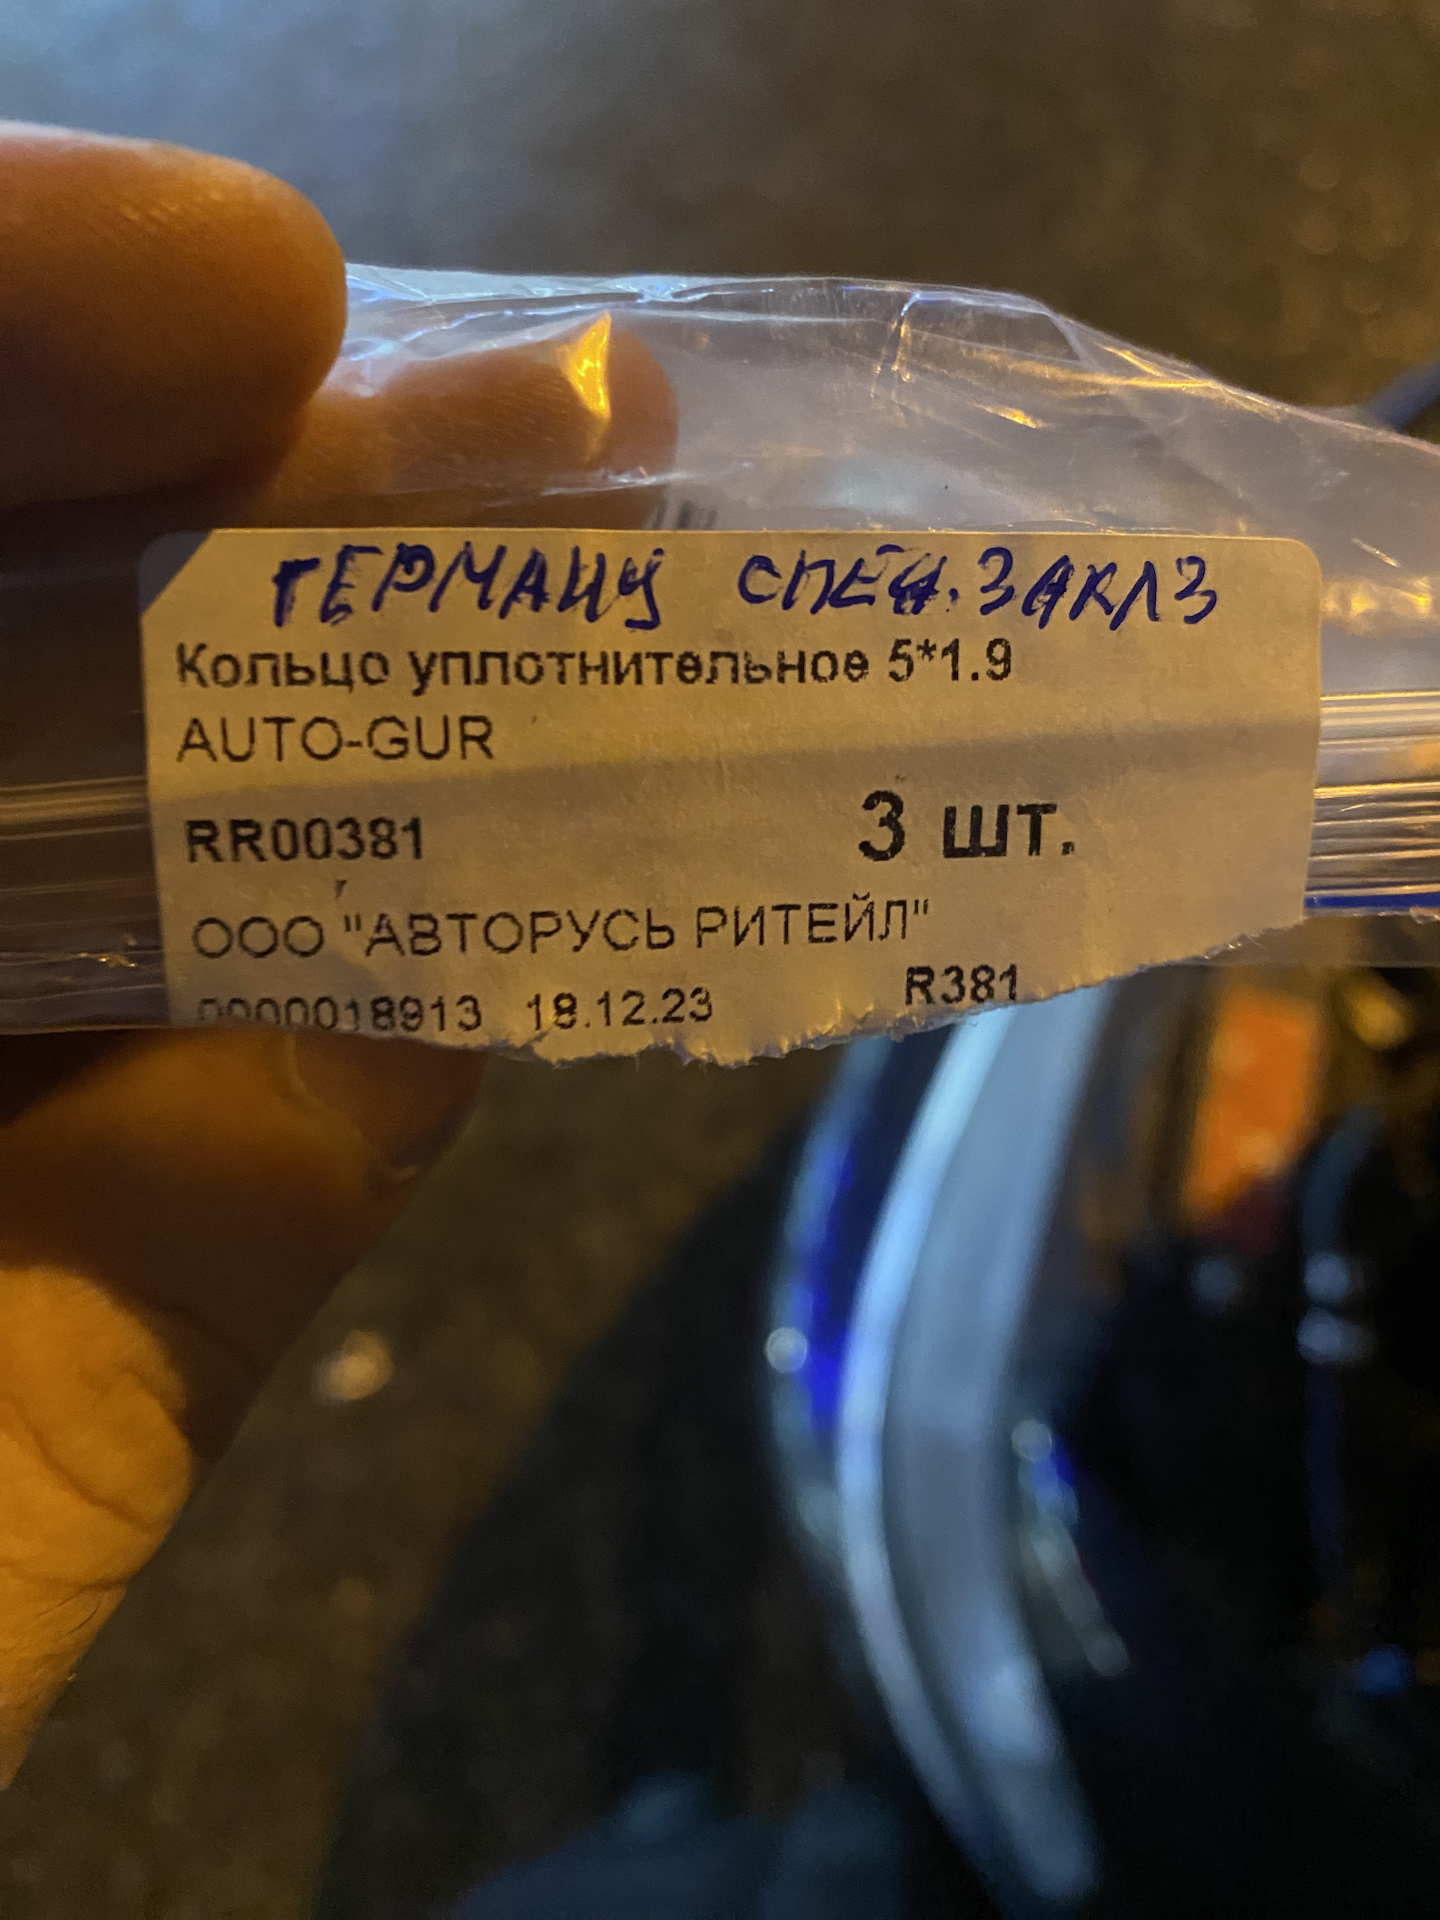 ГЕРМАНУ СПЕЦ.ЗАКАЗ
Кольцо уплотнительное 5*1.9
AUTO-GUR
RR00381
3 шт.
ООО "АВТОРУСЬ РИТЕЙЛ"
0000018913 18.12.23
R381